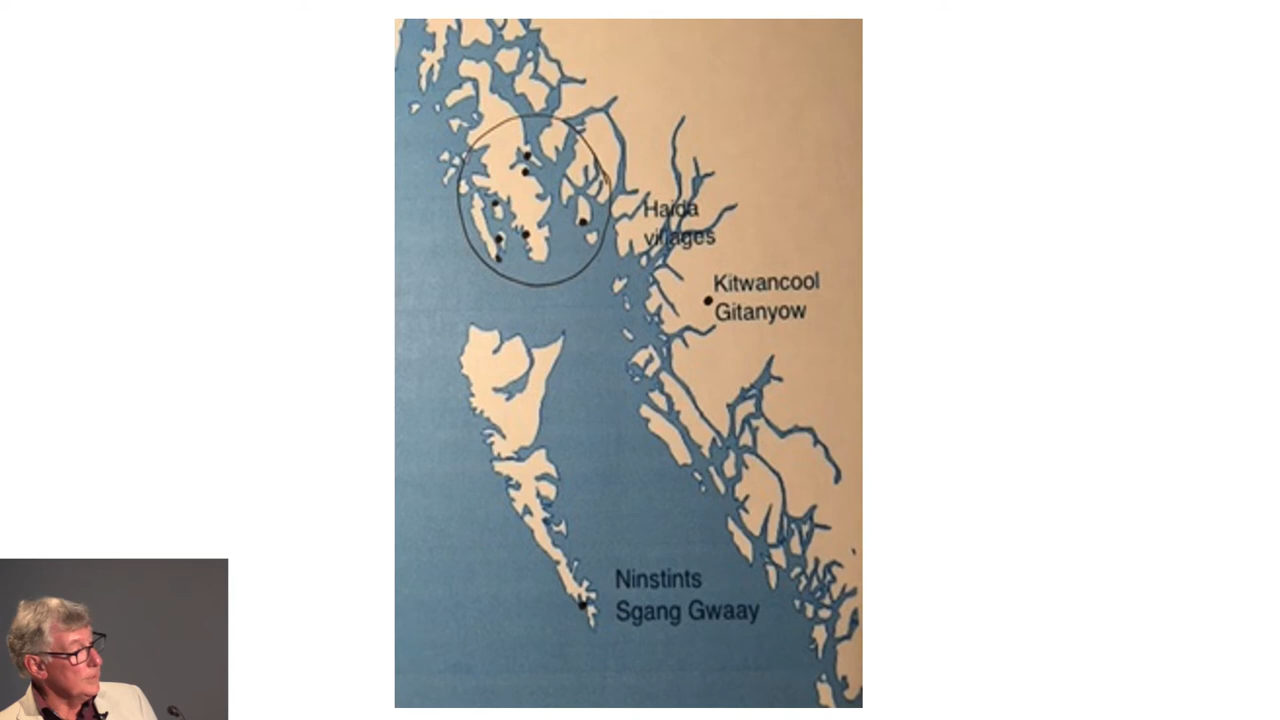 Haida
villages
Kitwancool
Gitanyow
Ninstints
Sgang Gwaay